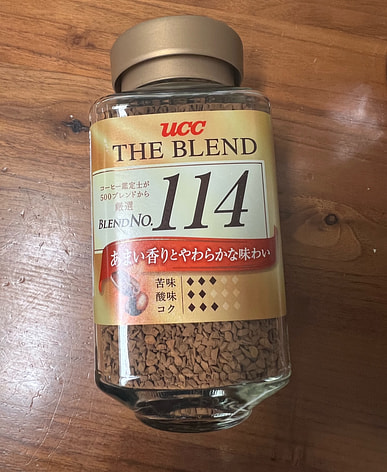 UCC
THE BLEND
コーヒー鑑定士が
500ブレンドから
厳選
BLEND NO. 114
あまい香りとやわらかな味わい
苦味
酸味
コク